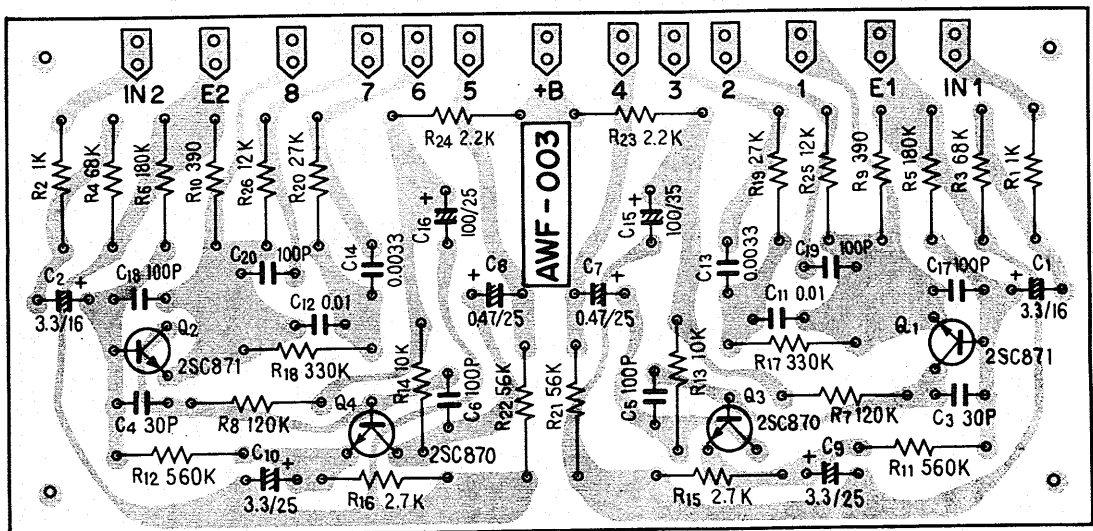 IN 2 E2 8 7 6 5 +B 4 3 2 1 E1 IN 1
R2 1K
R4 68K
R6 180K
R10 390
R26 12K
R20 27K
R24 2.2K
R23 2.2K
R19 27K
R25 12K
R9 390
R5 180K
R3 68K
R1 1K
AWF-003
C16 + 100/25
C15 + 100/35
C2 + 3.3/16
C18 100P
C20 100P
C14 0.0033
C8 + 0.47/25
C7 + 0.47/25
C13 0.0033
C19 100P
C17 100P
C1 + 3.3/16
C12 0.01
C11 0.01
Q2
2SC871
R18 330K
R14 10K
C6 100P
R22 56K
R21 56K
C5 100P
R13 10K
R17 330K
Q1
2SC871
C4 30P
R8 120K
Q4
2SC870
Q3
2SC870
R7 120K
C3 30P
R12 560K
C10 + 3.3/25
R16 2.7K
R15 2.7K
C9 + 3.3/25
R11 560K